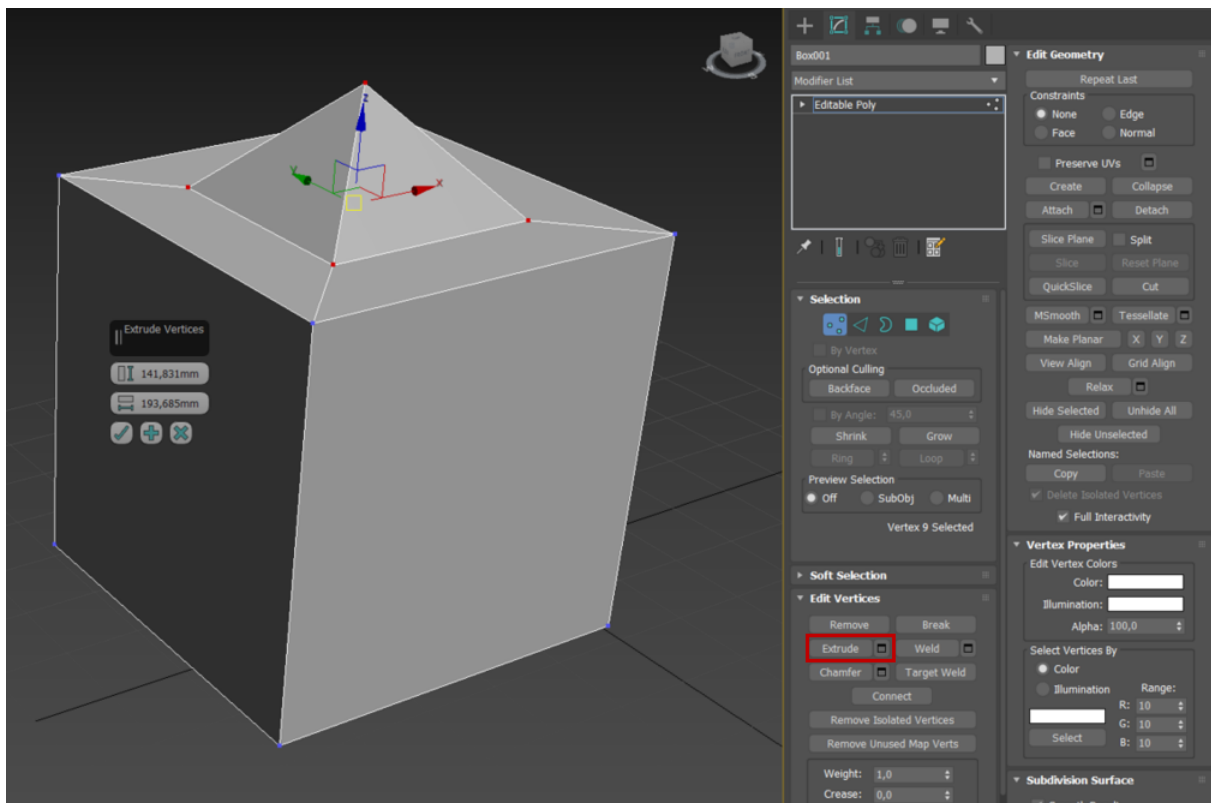 Extrude Vertices
141,831mm
193,685mm
z
y
x
Box001
Modifier List
Editable Poly
Selection
By Vertex
Optional Culling
Backface Occluded
By Angle: 45,0
Shrink Grow
Ring Loop
Preview Selection
Off SubObj Multi
Vertex 9 Selected
Soft Selection
Edit Vertices
Remove Break
Extrude Weld
Chamfer Target Weld
Connect
Remove Isolated Vertices
Remove Unused Map Verts
Weight: 1,0
Crease: 0,0
Edit Geometry
Repeat Last
Constraints
None Edge
Face Normal
Preserve UVs
Create Collapse
Attach Detach
Slice Plane Split
Slice Reset Plane
QuickSlice Cut
MSmooth Tessellate
Make Planar X Y Z
View Align Grid Align
Relax
Hide Selected Unhide All
Hide Unselected
Named Selections:
Copy Paste
Delete Isolated Vertices
Full Interactivity
Vertex Properties
Edit Vertex Colors
Color:
Illumination:
Alpha: 100,0
Select Vertices By
Color
Illumination Range:
R: 10
G: 10
Select B: 10
Subdivision Surface